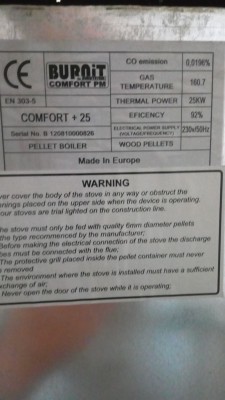 CE
BURNiT
COMFORT PM
EN 303-5
COMFORT + 25
Serial No. B 120810000826
PELLET BOILER
CO emission 0,0196%
GAS TEMPERATURE 160.7
THERMAL POWER 25KW
EFICENCY 92%
ELECTRICAL POWER SUPPLY (VOLTAGE/FREQUENCY) 230v/50Hz
WOOD PELLETS
Made In Europe
WARNING
ver cover the body of the stove in any way or obstruct the
enings placed on the upper side when the device is operating.
our stoves are trial lighted on the construction line.
he stove must only be fed with quality 6mm diameter pellets
the type recommenced by the manufacturer;
Before making the electrical connection of the stove the discharge
bes must be connected with the flue;
The protective grill placed inside the pellet container must never
s removed
The environment where the stove is installed must have a sufficient
xchange of air;
Never open the door of the stove while it is operating;